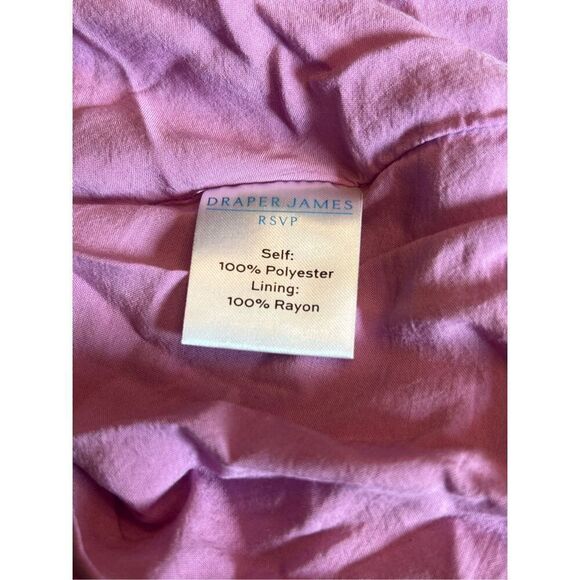 DRAPER JAMES
RSVP
Self:
100% Polyester
Lining:
100% Rayon